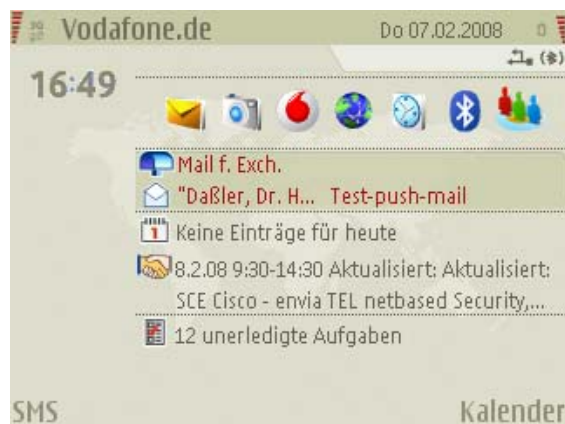 Vodafone.de Do 07.02.2008
16:49
Mail f. Exch.
"Daßler, Dr. H... Test-push-mail
1 Keine Einträge für heute
8.2.08 9:30-14:30 Aktualisiert: Aktualisiert:
SCE Cisco - envia TEL netbased Security,...
12 unerledigte Aufgaben
SMS Kalender